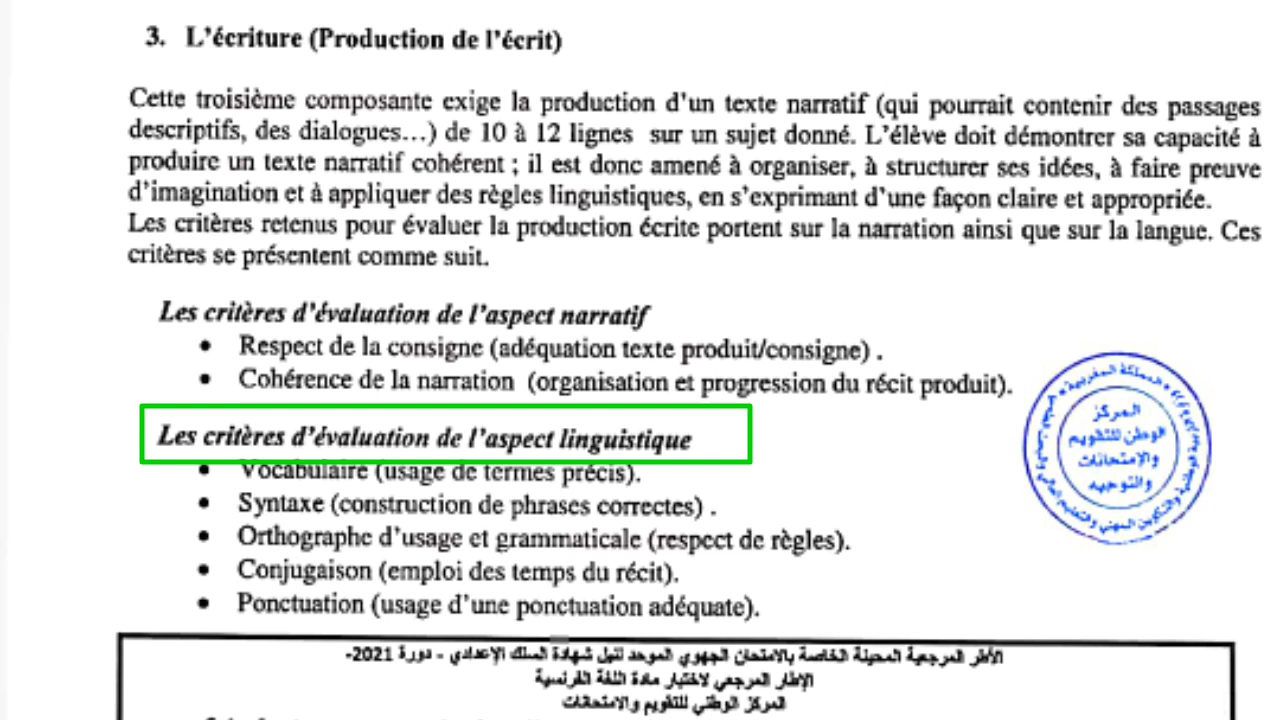 3. L'écriture (Production de l'écrit)
Cette troisième composante exige la production d'un texte narratif (qui pourrait contenir des passages
descriptifs, des dialogues…) de 10 à 12 lignes sur un sujet donné. L'élève doit démontrer sa capacité à
produire un texte narratif cohérent ; il est donc amené à organiser, à structurer ses idées, à faire preuve
d'imagination et à appliquer des règles linguistiques, en s'exprimant d'une façon claire et appropriée.
Les critères retenus pour évaluer la production écrite portent sur la narration ainsi que sur la langue. Ces
critères se présentent comme suit.
Les critères d'évaluation de l'aspect narratif
• Respect de la consigne (adéquation texte produit/consigne) .
• Cohérence de la narration (organisation et progression du récit produit).
Les critères d'évaluation de l'aspect linguistique
• Vocabulaire (usage de termes précis).
• Syntaxe (construction de phrases correctes) .
• Orthographe d'usage et grammaticale (respect de règles).
• Conjugaison (emploi des temps du récit).
• Ponctuation (usage d'une ponctuation adéquate).
المملكة المغربية
المركز
الوطني للتقويم
والامتحانات
والتوجيه
الأطر المرجعية المحينة الخاصة بالامتحان الجهوي الموحد لنيل شهادة السلك الإعدادي - دورة 2021-
الإطار المرجعي لاختبار مادة اللغة الفرنسية
المركز الوطني للتقويم والامتحانات